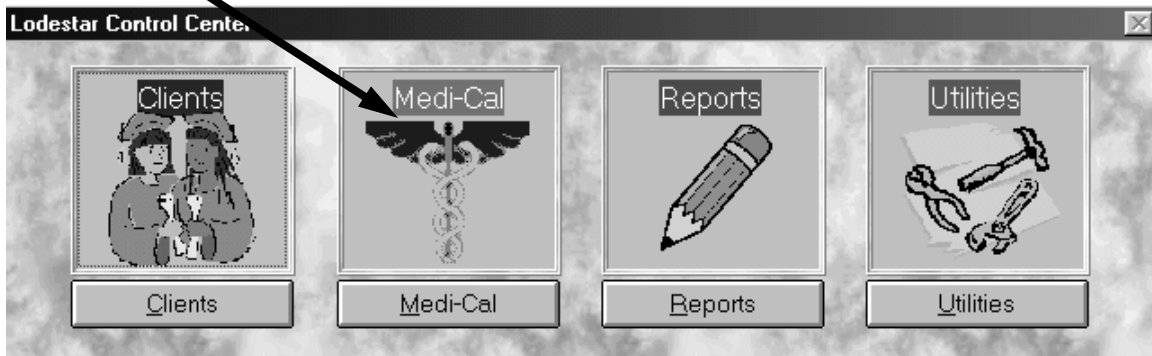 Lodestar Control Center
Clients Medi-Cal Reports Utilities
Clients Medi-Cal Reports Utilities